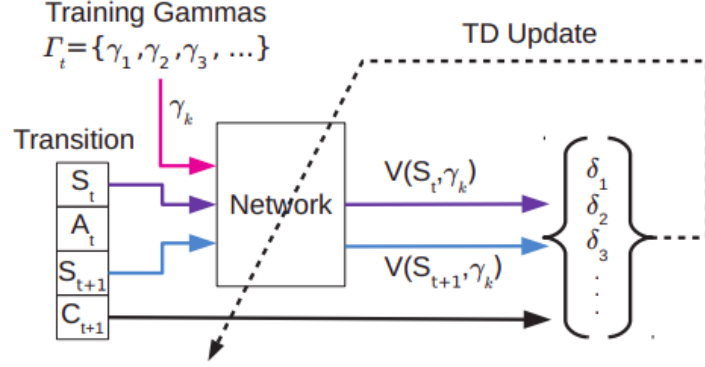 Training Gammas
Γₜ={γ₁,γ₂,γ₃, ...}
TD Update
γₖ
Transition
Sₜ
Aₜ
Sₜ₊₁
Cₜ₊₁
Network
V(Sₜ,γₖ)
V(Sₜ₊₁,γₖ)
δ₁
δ₂
δ₃
.
.
.